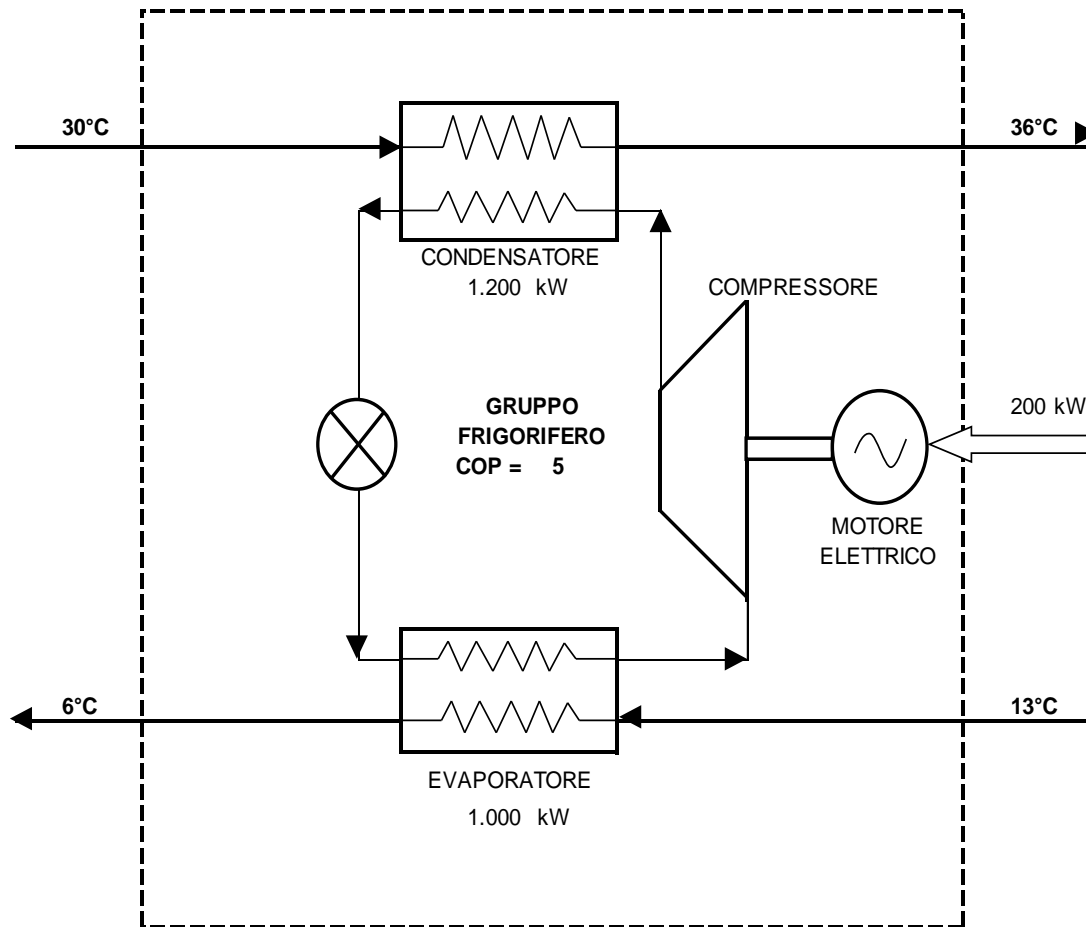 30°C
36°C
CONDENSATORE
1.200 kW
COMPRESSORE
GRUPPO
FRIGORIFERO
COP = 5
200 kW
MOTORE
ELETTRICO
6°C
13°C
EVAPORATORE
1.000 kW